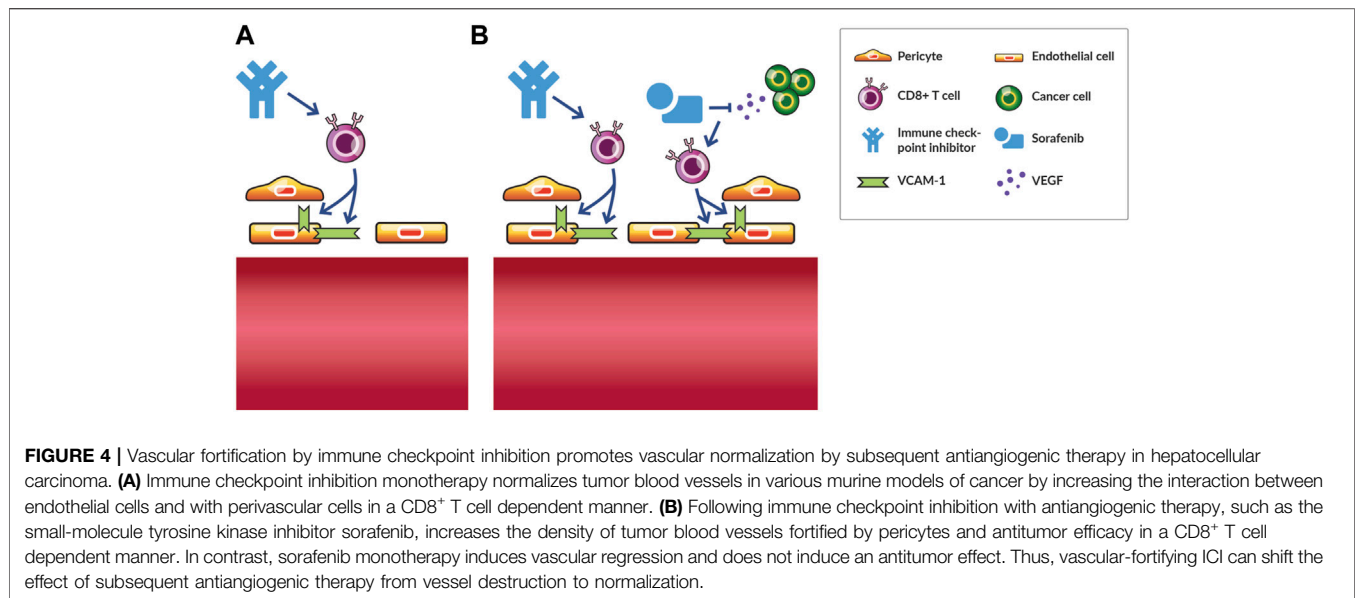 A
B
Pericyte
Endothelial cell
CD8+ T cell
Cancer cell
Immune check-
point inhibitor
Sorafenib
VCAM-1
VEGF
FIGURE 4 | Vascular fortification by immune checkpoint inhibition promotes vascular normalization by subsequent antiangiogenic therapy in hepatocellular
carcinoma. (A) Immune checkpoint inhibition monotherapy normalizes tumor blood vessels in various murine models of cancer by increasing the interaction between
endothelial cells and with perivascular cells in a CD8⁺ T cell dependent manner. (B) Following immune checkpoint inhibition with antiangiogenic therapy, such as the
small-molecule tyrosine kinase inhibitor sorafenib, increases the density of tumor blood vessels fortified by pericytes and antitumor efficacy in a CD8⁺ T cell
dependent manner. In contrast, sorafenib monotherapy induces vascular regression and does not induce an antitumor effect. Thus, vascular-fortifying ICI can shift the
effect of subsequent antiangiogenic therapy from vessel destruction to normalization.